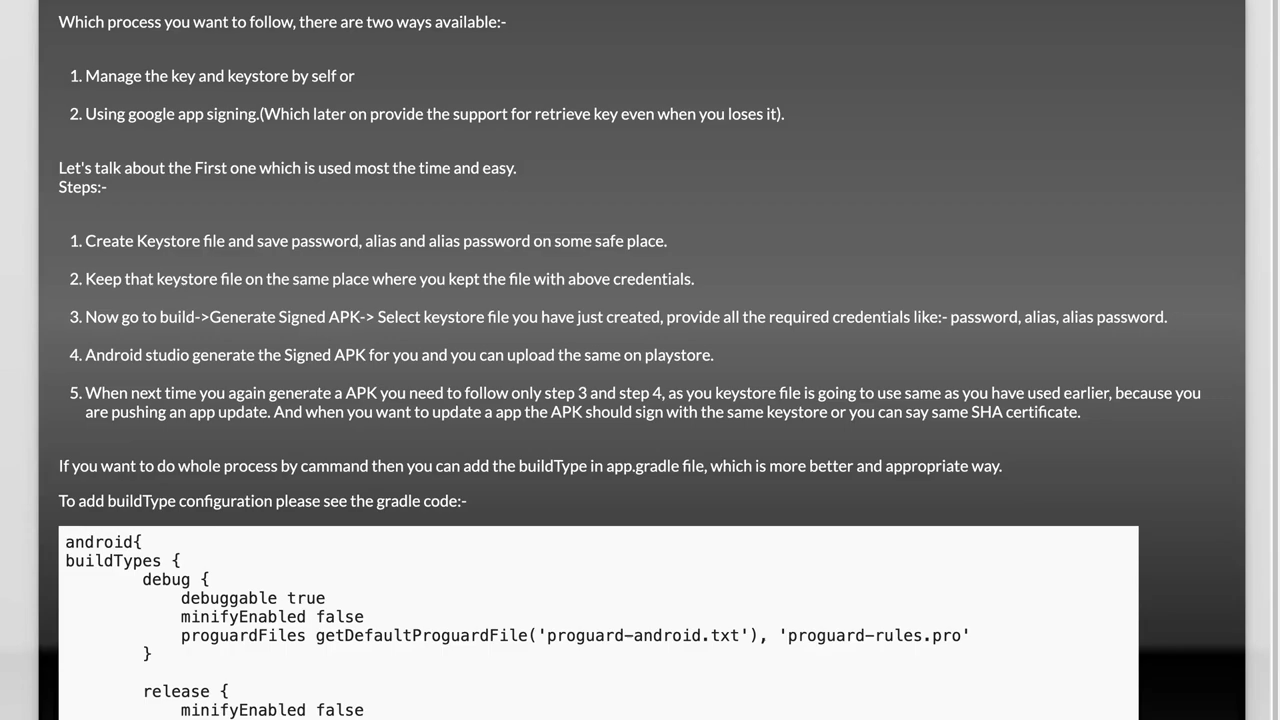 Which process you want to follow, there are two ways available:-
1. Manage the key and keystore by self or
2. Using google app signing.(Which later on provide the support for retrieve key even when you loses it).
Let's talk about the First one which is used most the time and easy.
Steps:-
1. Create Keystore file and save password, alias and alias password on some safe place.
2. Keep that keystore file on the same place where you kept the file with above credentials.
3. Now go to build->Generate Signed APK-> Select keystore file you have just created, provide all the required credentials like:- password, alias, alias password.
4. Android studio generate the Signed APK for you and you can upload the same on playstore.
5. When next time you again generate a APK you need to follow only step 3 and step 4, as you keystore file is going to use same as you have used earlier, because you
are pushing an app update. And when you want to update a app the APK should sign with the same keystore or you can say same SHA certificate.
If you want to do whole process by cammand then you can add the buildType in app.gradle file, which is more better and appropriate way.
To add buildType configuration please see the gradle code:-
android{
buildTypes {
debug {
debuggable true
minifyEnabled false
proguardFiles getDefaultProguardFile('proguard-android.txt'), 'proguard-rules.pro'
}
release {
minifyEnabled false